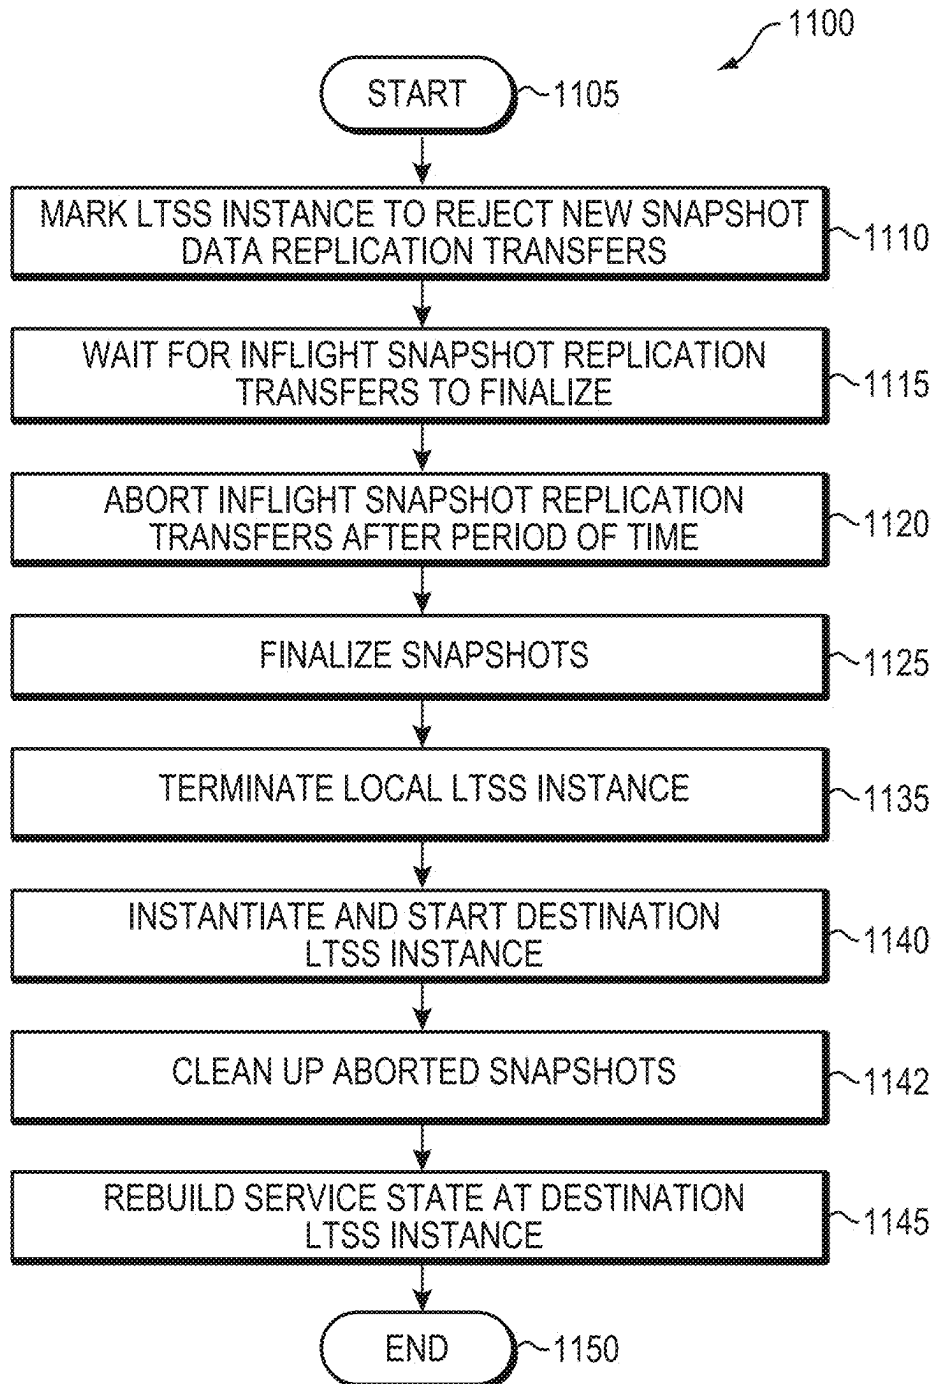 1100
START
1105
MARK LTSS INSTANCE TO REJECT NEW SNAPSHOT
DATA REPLICATION TRANSFERS
1110
WAIT FOR INFLIGHT SNAPSHOT REPLICATION
TRANSFERS TO FINALIZE
1115
ABORT INFLIGHT SNAPSHOT REPLICATION
TRANSFERS AFTER PERIOD OF TIME
1120
FINALIZE SNAPSHOTS
1125
TERMINATE LOCAL LTSS INSTANCE
1135
INSTANTIATE AND START DESTINATION
LTSS INSTANCE
1140
CLEAN UP ABORTED SNAPSHOTS
1142
REBUILD SERVICE STATE AT DESTINATION
LTSS INSTANCE
1145
END
1150